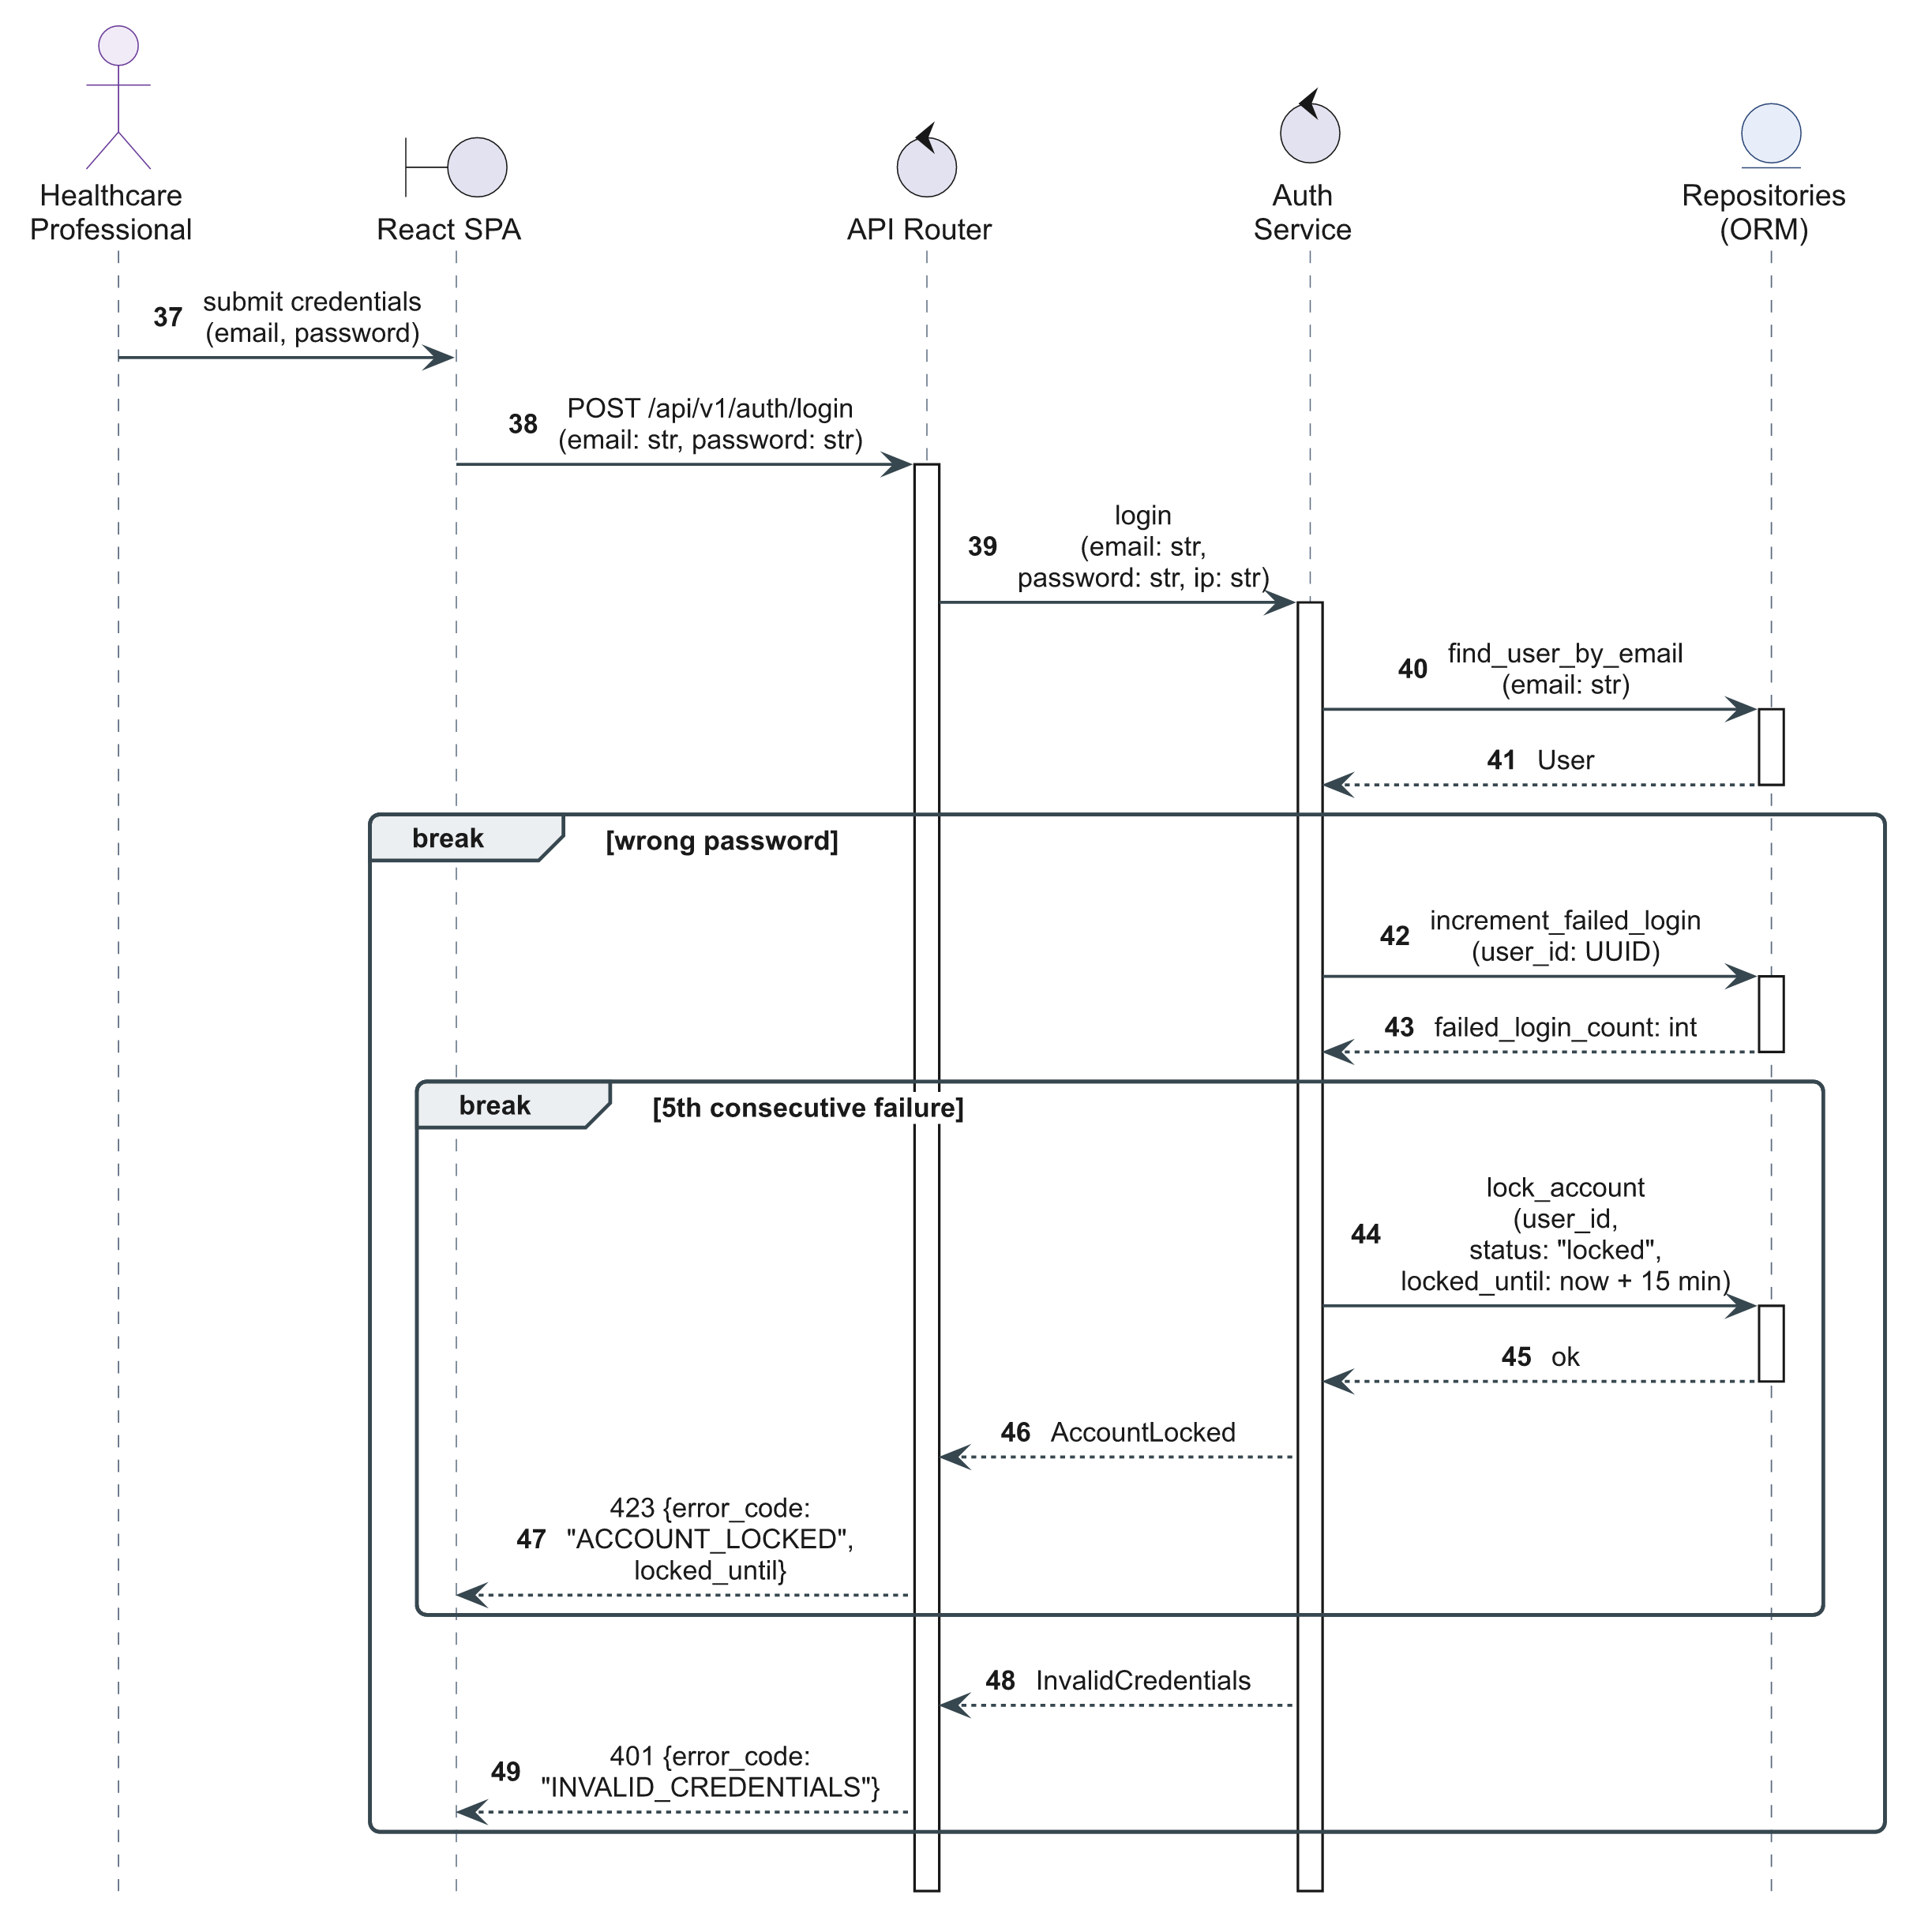 Healthcare
Professional
React SPA
API Router
Auth
Service
Repositories
(ORM)
37 submit credentials
(email, password)
38 POST /api/v1/auth/login
(email: str, password: str)
39 login
(email: str,
password: str, ip: str)
40 find_user_by_email
(email: str)
41 User
break [wrong password]
42 increment_failed_login
(user_id: UUID)
43 failed_login_count: int
break [5th consecutive failure]
44 lock_account
(user_id,
status: "locked",
locked_until: now + 15 min)
45 ok
46 AccountLocked
47 423 {error_code:
"ACCOUNT_LOCKED",
locked_until}
48 InvalidCredentials
49 401 {error_code:
"INVALID_CREDENTIALS"}